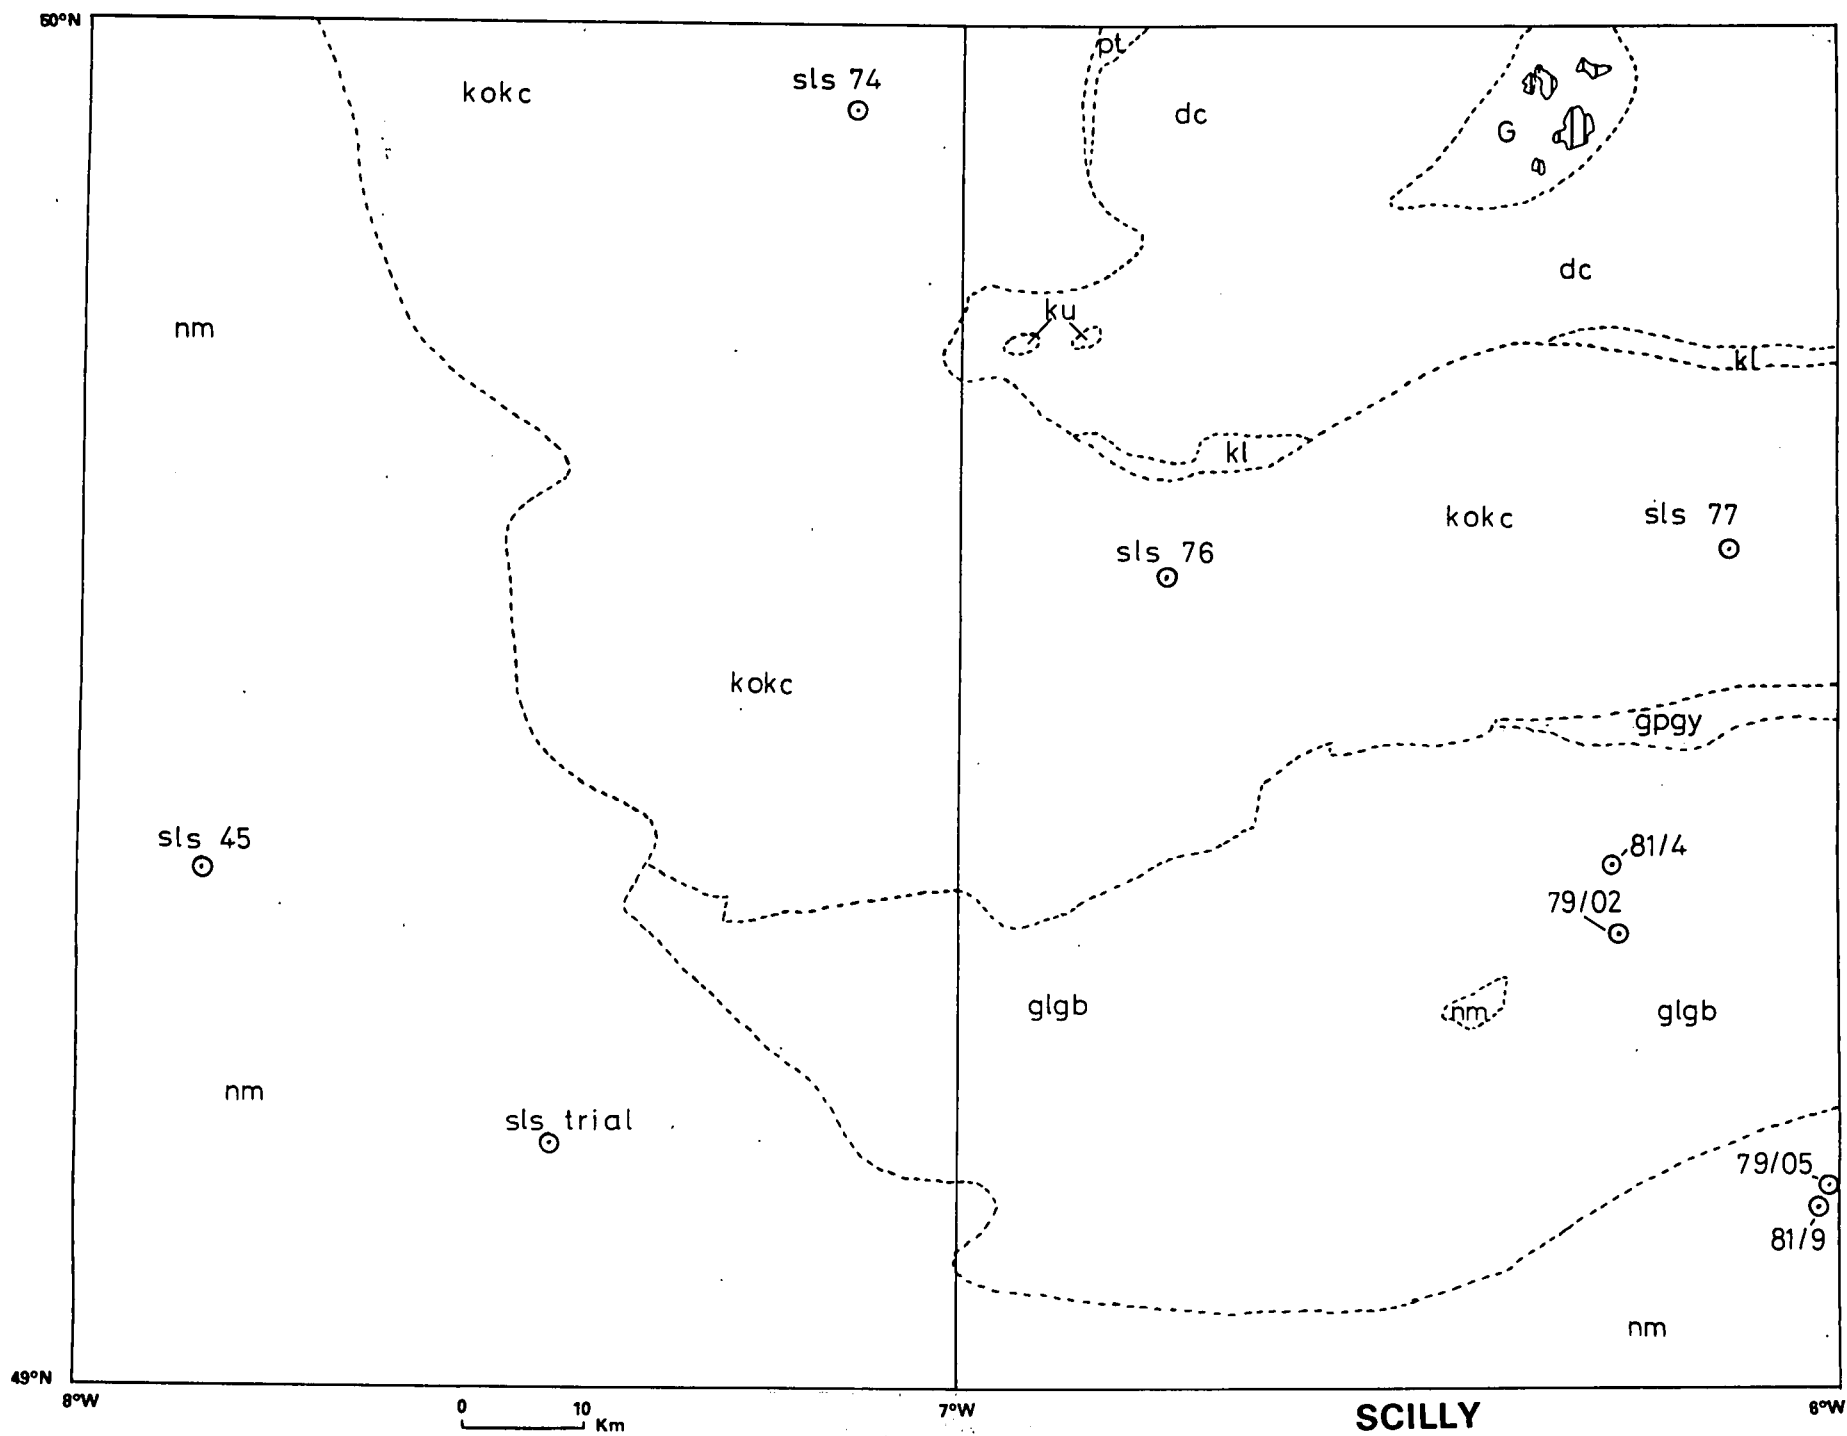 50°N
pt
sls 74
kokc
dc
G
dc
ku
nm
kl
kl
kokc
sls 77
sls 76
kokc
gpgy
sls 45
81/4
79/02
glgb
nm
glgb
nm
sls trial
79/05
81/9
nm
49°N
8°W
0
10
Km
7°W
SCILLY
6°W